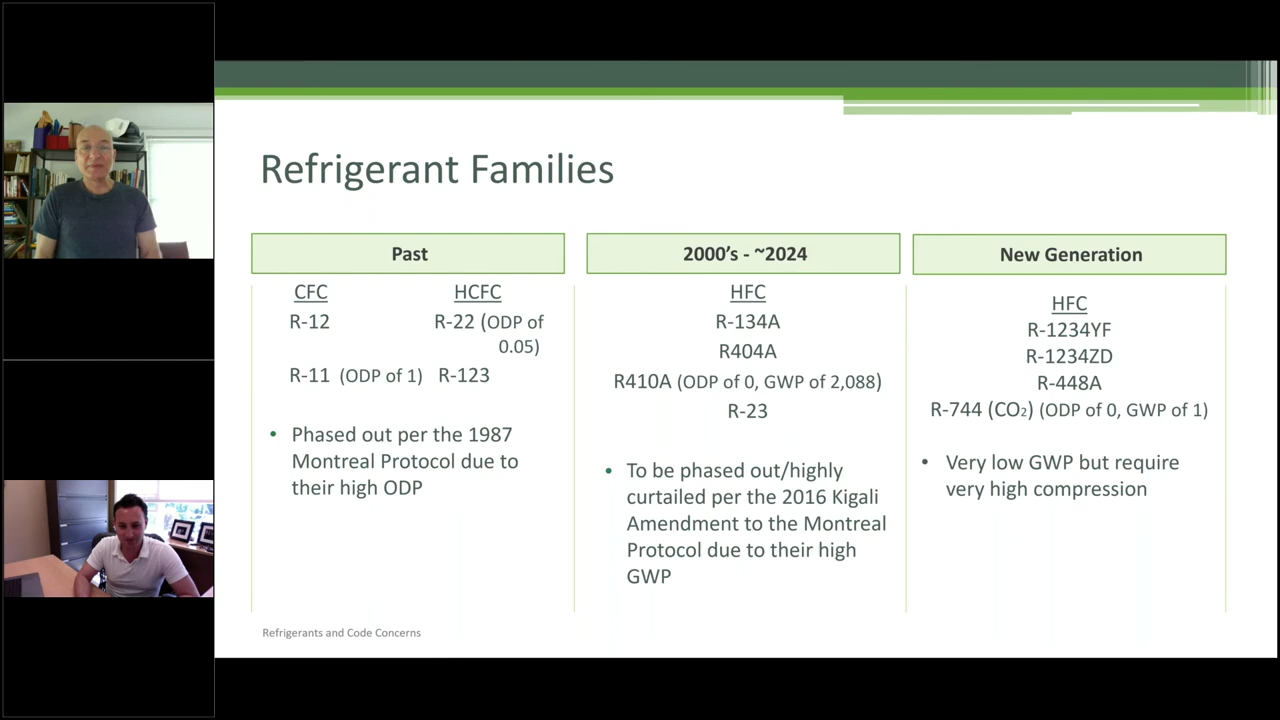 Refrigerant Families
Past
CFC
HCFC
R-12
R-22 (ODP of
0.05)
R-11 (ODP of 1)
R-123
• Phased out per the 1987
Montreal Protocol due to
their high ODP
2000's - ~2024
HFC
R-134A
R404A
R410A (ODP of 0, GWP of 2,088)
R-23
• To be phased out/highly
curtailed per the 2016 Kigali
Amendment to the Montreal
Protocol due to their high
GWP
New Generation
HFC
R-1234YF
R-1234ZD
R-448A
R-744 (CO₂) (ODP of 0, GWP of 1)
• Very low GWP but require
very high compression
Refrigerants and Code Concerns